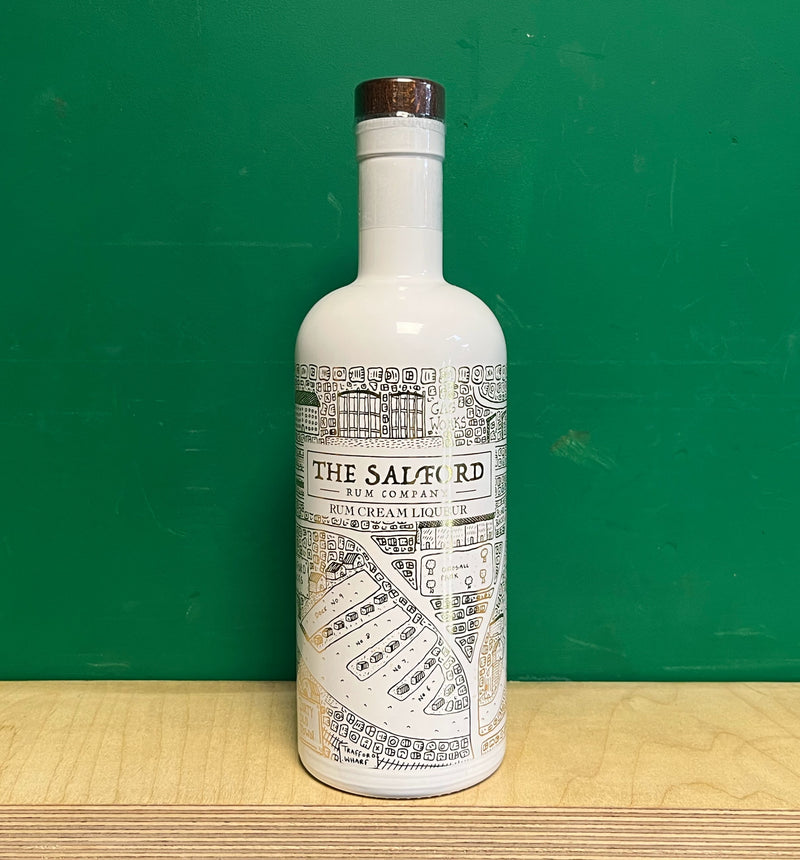 GAS
WORKS
THE SALFORD
RUM COMPANY
RUM CREAM LIQUEUR
ORDSALL
PARK
DOCK No. 9
No 8
No 7
No 6
TRAFFORD
WHARF